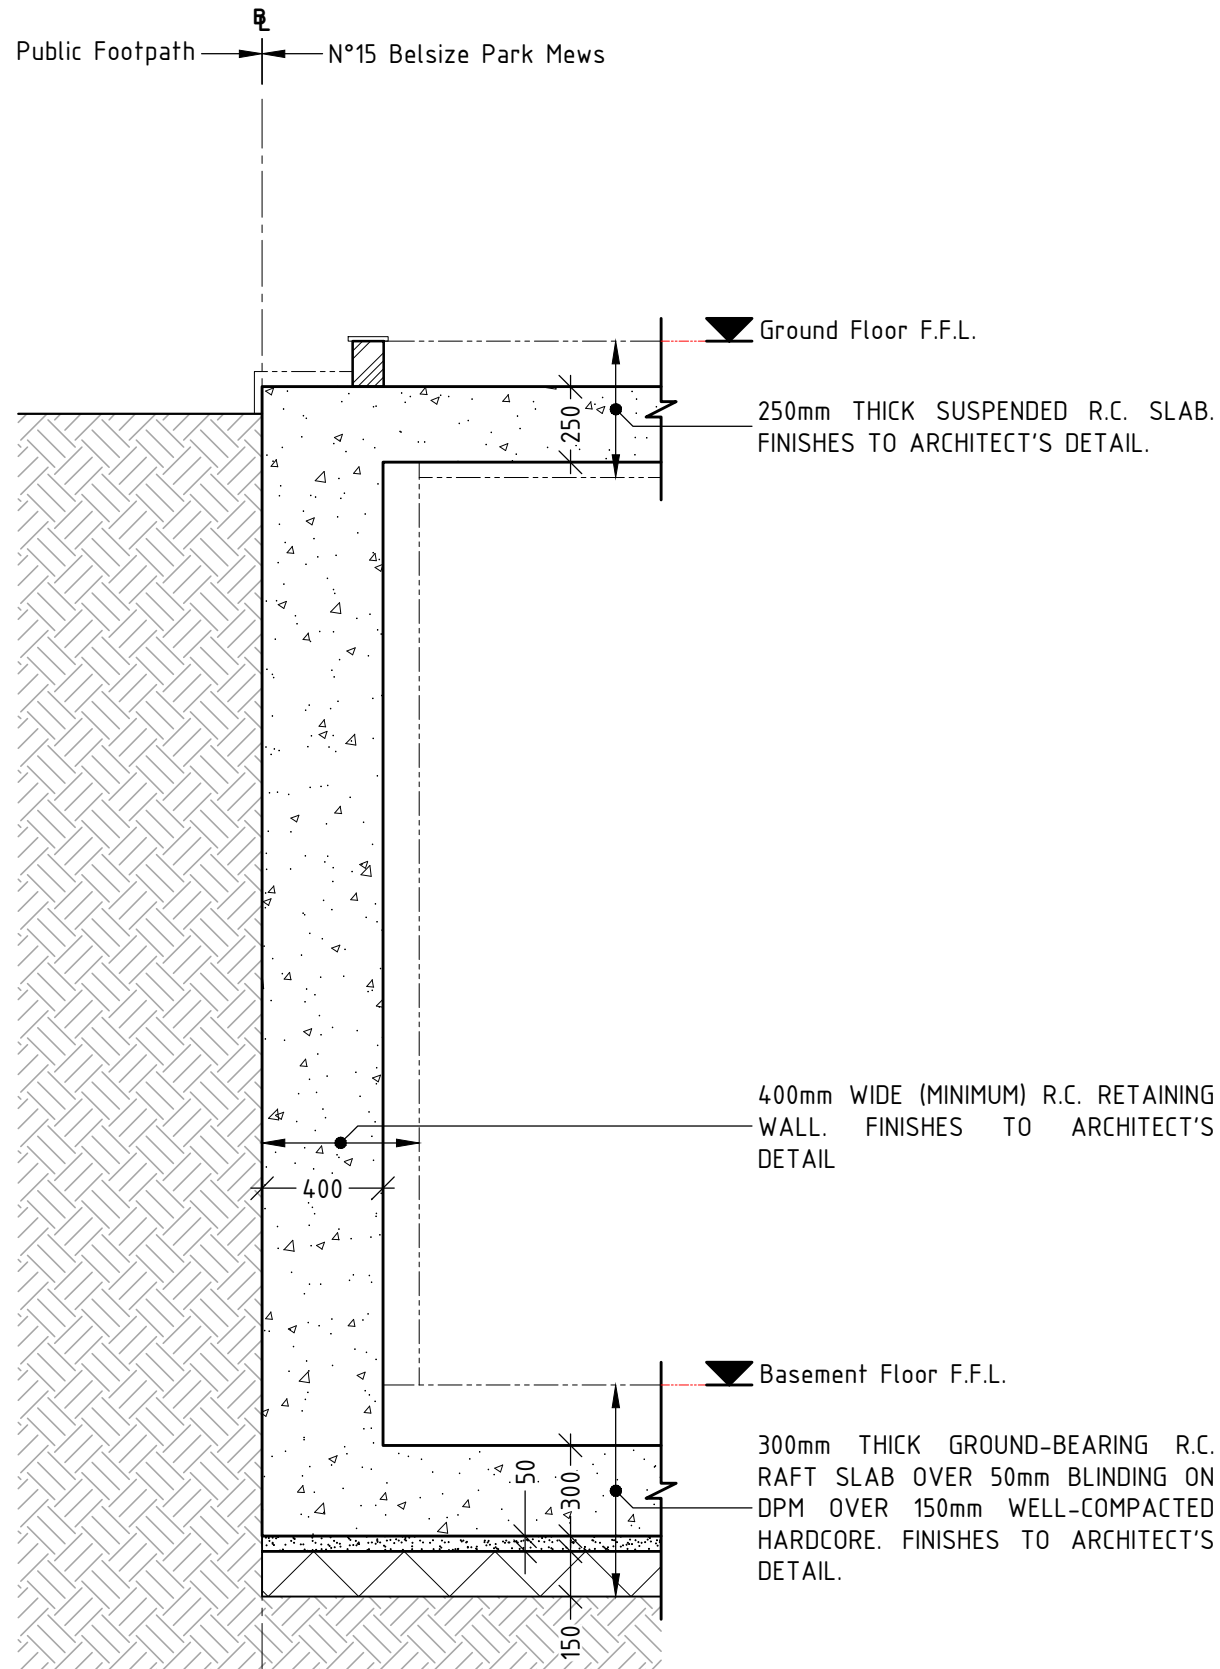 BL
Public Footpath
N°15 Belsize Park Mews
Ground Floor F.F.L.
250
250mm THICK SUSPENDED R.C. SLAB.
FINISHES TO ARCHITECT'S DETAIL.
400mm WIDE (MINIMUM) R.C. RETAINING
WALL. FINISHES TO ARCHITECT'S
DETAIL
400
Basement Floor F.F.L.
50
300
300mm THICK GROUND-BEARING R.C.
RAFT SLAB OVER 50mm BLINDING ON
DPM OVER 150mm WELL-COMPACTED
HARDCORE. FINISHES TO ARCHITECT'S
DETAIL.
150